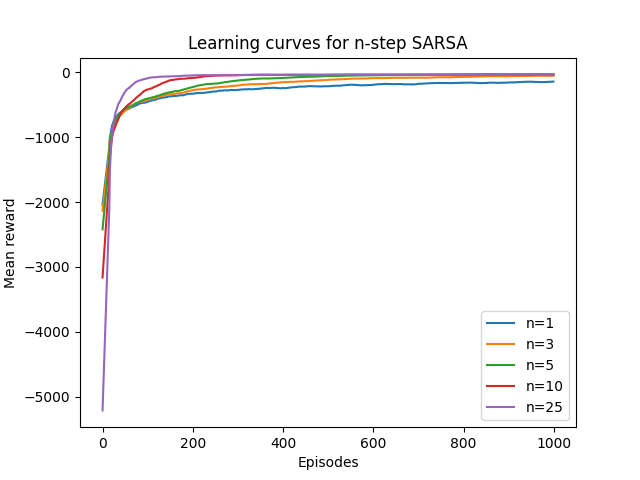 Learning curves for n-step SARSA
Mean reward
0
−1000
−2000
−3000
−4000
−5000
n=1
n=3
n=5
n=10
n=25
0 200 400 600 800 1000
Episodes